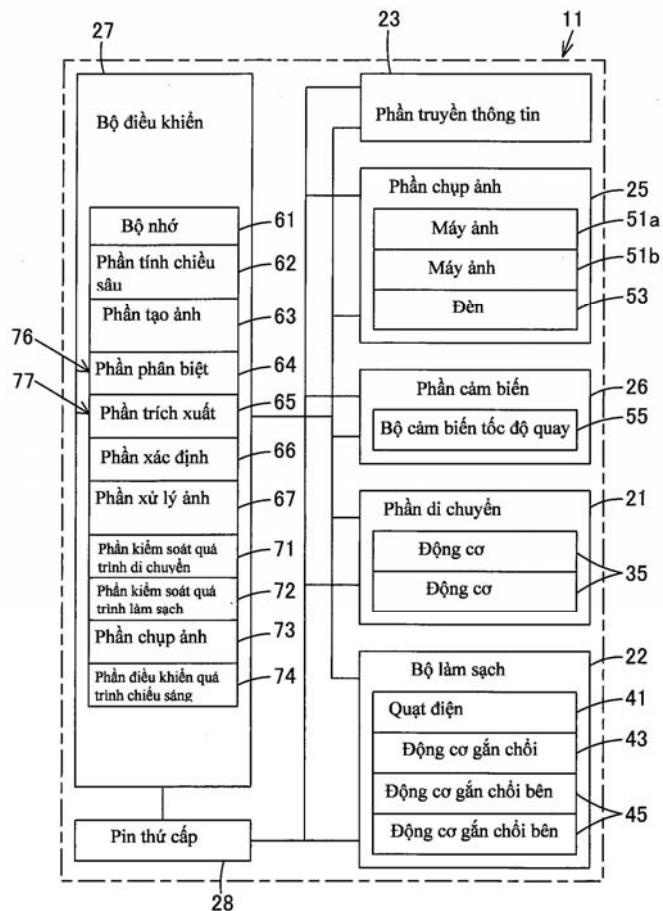 27
23
11
Bộ điều khiển
Bộ nhớ
61
Phần tính chiều
sâu
62
Phần tạo ảnh
63
76
Phần phân biệt
64
77
Phần trích xuất
65
Phần xác định
66
Phần xử lý ảnh
67
Phần kiểm soát quá
trình di chuyển
71
Phần kiểm soát quá
trình làm sạch
72
Phần chụp ảnh
73
Phần điều khiển quá
trình chiếu sáng
74
Pin thứ cấp
28
Phần truyền thông tin
Phần chụp ảnh
25
Máy ảnh
51a
Máy ảnh
51b
Đèn
53
Phần cảm biến
26
Bộ cảm biến tốc độ quay
55
Phần di chuyển
21
Động cơ
Động cơ
35
Bộ làm sạch
22
Quạt điện
41
Động cơ gắn chổi
43
Động cơ gắn chổi bên
Động cơ gắn chổi bên
45